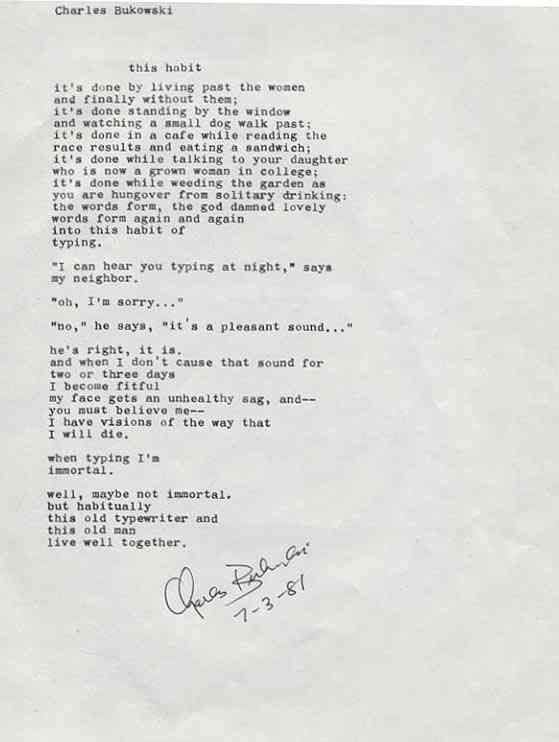 Charles Bukowski
this habit
it's done by living past the women
and finally without them;
it's done standing by the window
and watching a small dog walk past;
it's done in a cafe while reading the
race results and eating a sandwich;
it's done while talking to your daughter
who is now a grown woman in college;
it's done while weeding the garden as
you are hungover from solitary drinking:
the words form, the god damned lovely
words form again and again
into this habit of
typing.
"I can hear you typing at night," says
my neighbor.
"oh, I'm sorry..."
"no," he says, "it's a pleasant sound..."
he's right, it is.
and when I don't cause that sound for
two or three days
I become fitful
my face gets an unhealthy sag, and--
you must believe me--
I have visions of the way that
I will die.
when typing I'm
immortal.
well, maybe not immortal.
but habitually
this old typewriter and
this old man
live well together.
Charles Bukowski
7-3-81